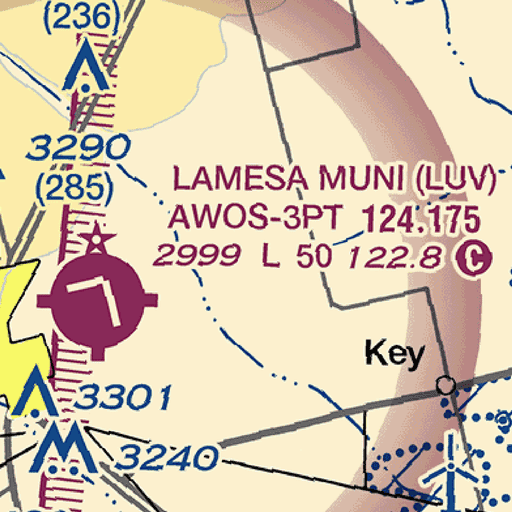 (236)
3290
(285)
LAMESA MUNI (LUV)
AWOS-3PT 124.175
2999 L 50 122.8 C
Key
3301
3240